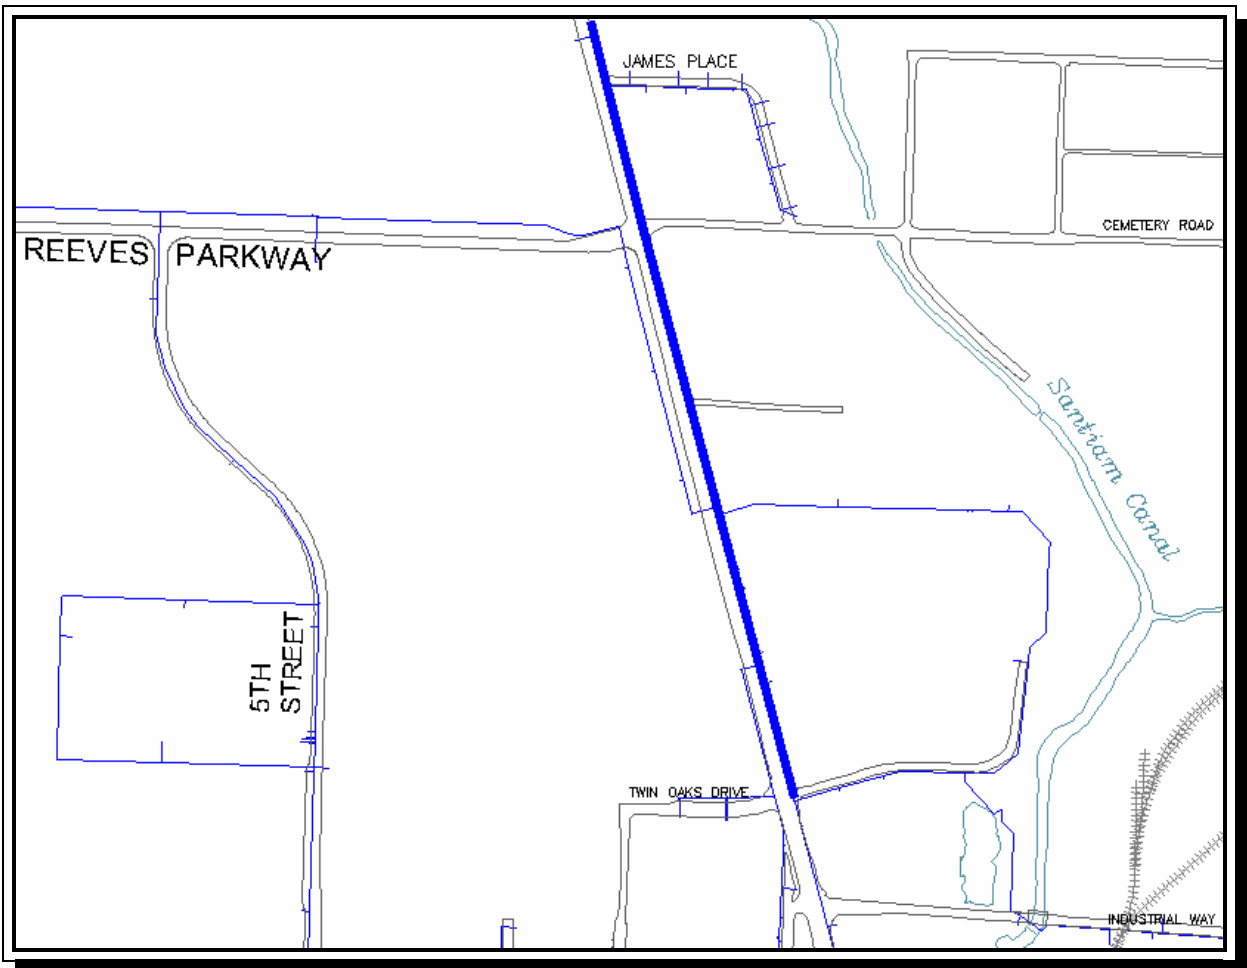 JAMES PLACE
CEMETERY ROAD
REEVES PARKWAY
Santiam Canal
5TH
STREET
TWIN OAKS DRIVE
INDUSTRIAL WAY